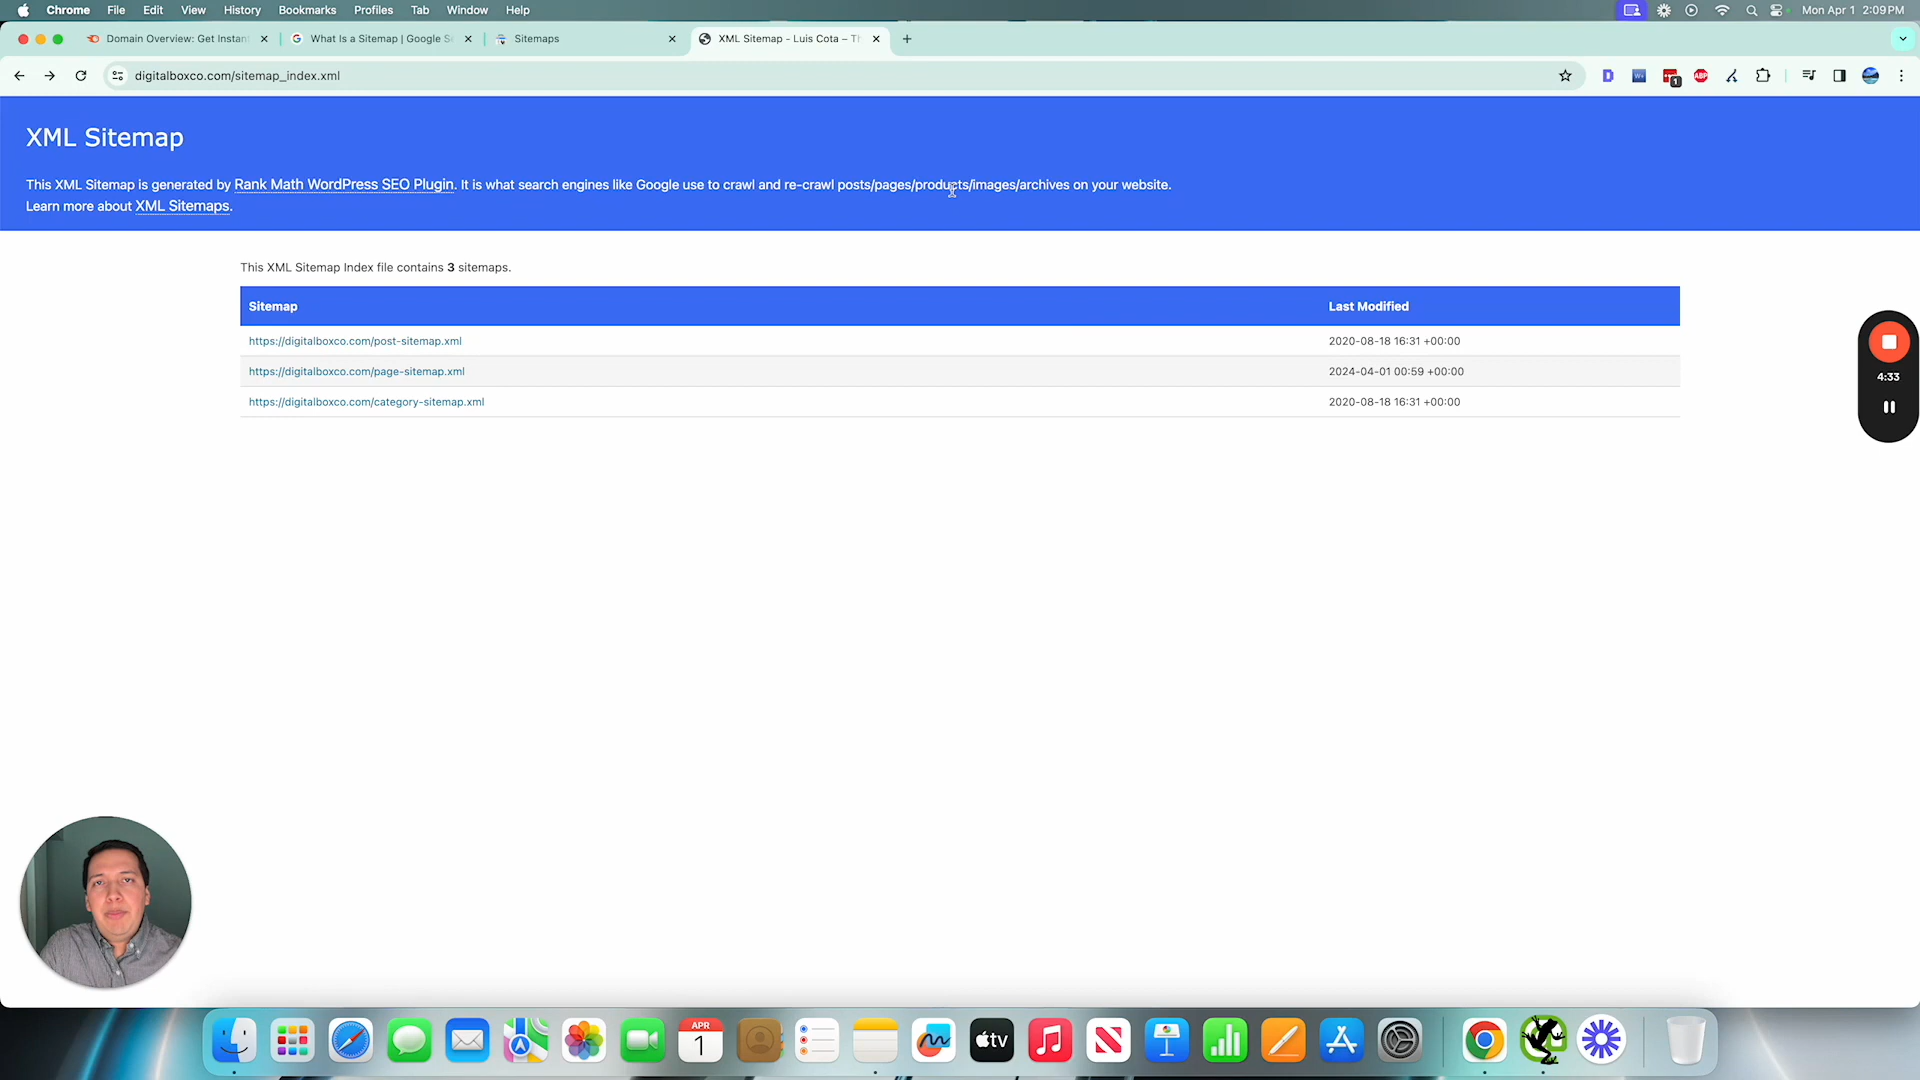 Chrome File Edit View History Bookmarks Profiles Tab Window Help Mon Apr 1 2:09 PM
Domain Overview: Get Instan What Is a Sitemap | Google S Sitemaps XML Sitemap - Luis Cota – Th
digitalboxco.com/sitemap_index.xml D W ABP 1
XML Sitemap
This XML Sitemap is generated by Rank Math WordPress SEO Plugin. It is what search engines like Google use to crawl and re-crawl posts/pages/products/images/archives on your website.
Learn more about XML Sitemaps.
This XML Sitemap Index file contains 3 sitemaps.
Sitemap Last Modified
https://digitalboxco.com/post-sitemap.xml 2020-08-18 16:31 +00:00
https://digitalboxco.com/page-sitemap.xml 2024-04-01 00:59 +00:00
https://digitalboxco.com/category-sitemap.xml 2020-08-18 16:31 +00:00
4:33
APR
1
tv